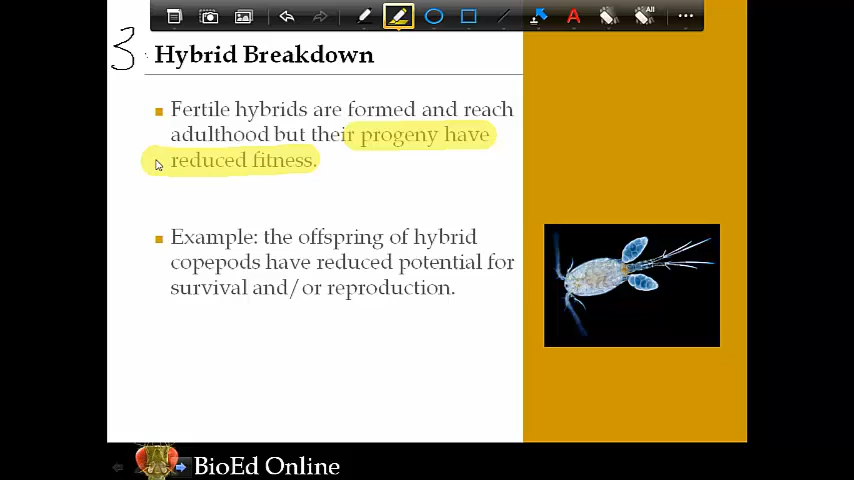 All
A
3
Hybrid Breakdown
Fertile hybrids are formed and reach
adulthood but their progeny have
reduced fitness.
Example: the offspring of hybrid
copepods have reduced potential for
survival and/or reproduction.
BioEd Online